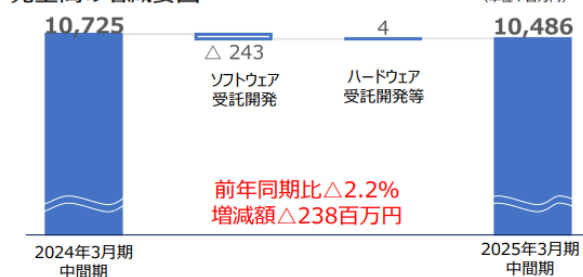 10,725
△ 243
4
10,486
ソフトウェア
受託開発
ハードウェア
受託開発等
前年同期比△2.2%
増減額△238百万円
2024年3月期
中間期
2025年3月期
中間期